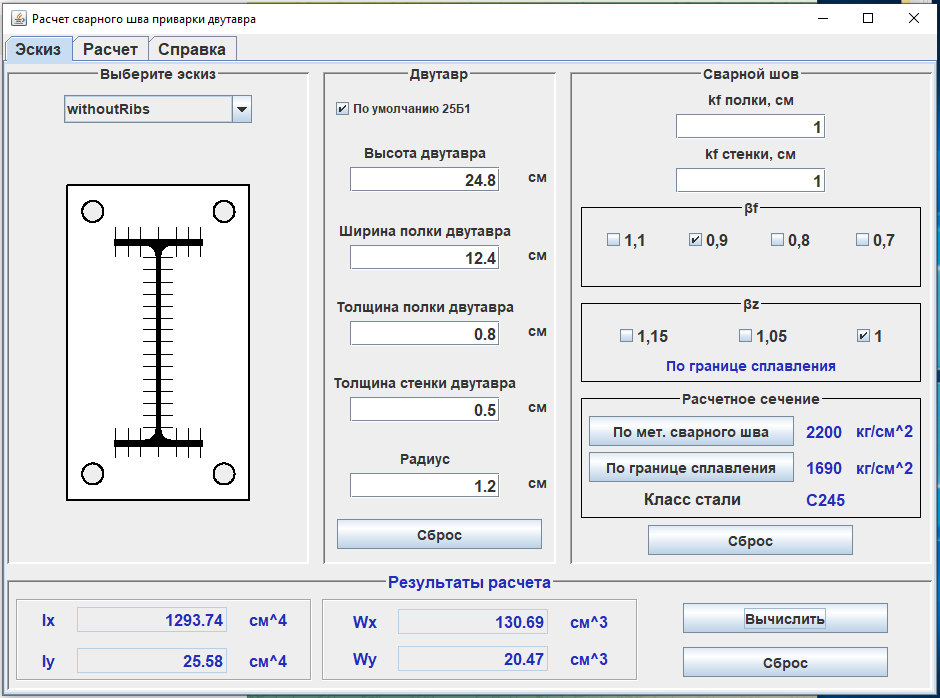 Расчет сварного шва приварки двутавра
Эскиз Расчет Справка
Выберите эскиз
withoutRibs
Двутавр
По умолчанию 25Б1
Высота двутавра
24.8 см
Ширина полки двутавра
12.4 см
Толщина полки двутавра
0.8 см
Толщина стенки двутавра
0.5 см
Радиус
1.2 см
Сброс
Сварной шов
kf полки, см
1
kf стенки, см
1
βf
1,1 0,9 0,8 0,7
βz
1,15 1,05 1
По границе сплавления
Расчетное сечение
По мет. сварного шва 2200 кг/см^2
По границе сплавления 1690 кг/см^2
Класс стали С245
Сброс
Результаты расчета
Ix 1293.74 см^4
Iy 25.58 см^4
Wx 130.69 см^3
Wy 20.47 см^3
Вычислить
Сброс